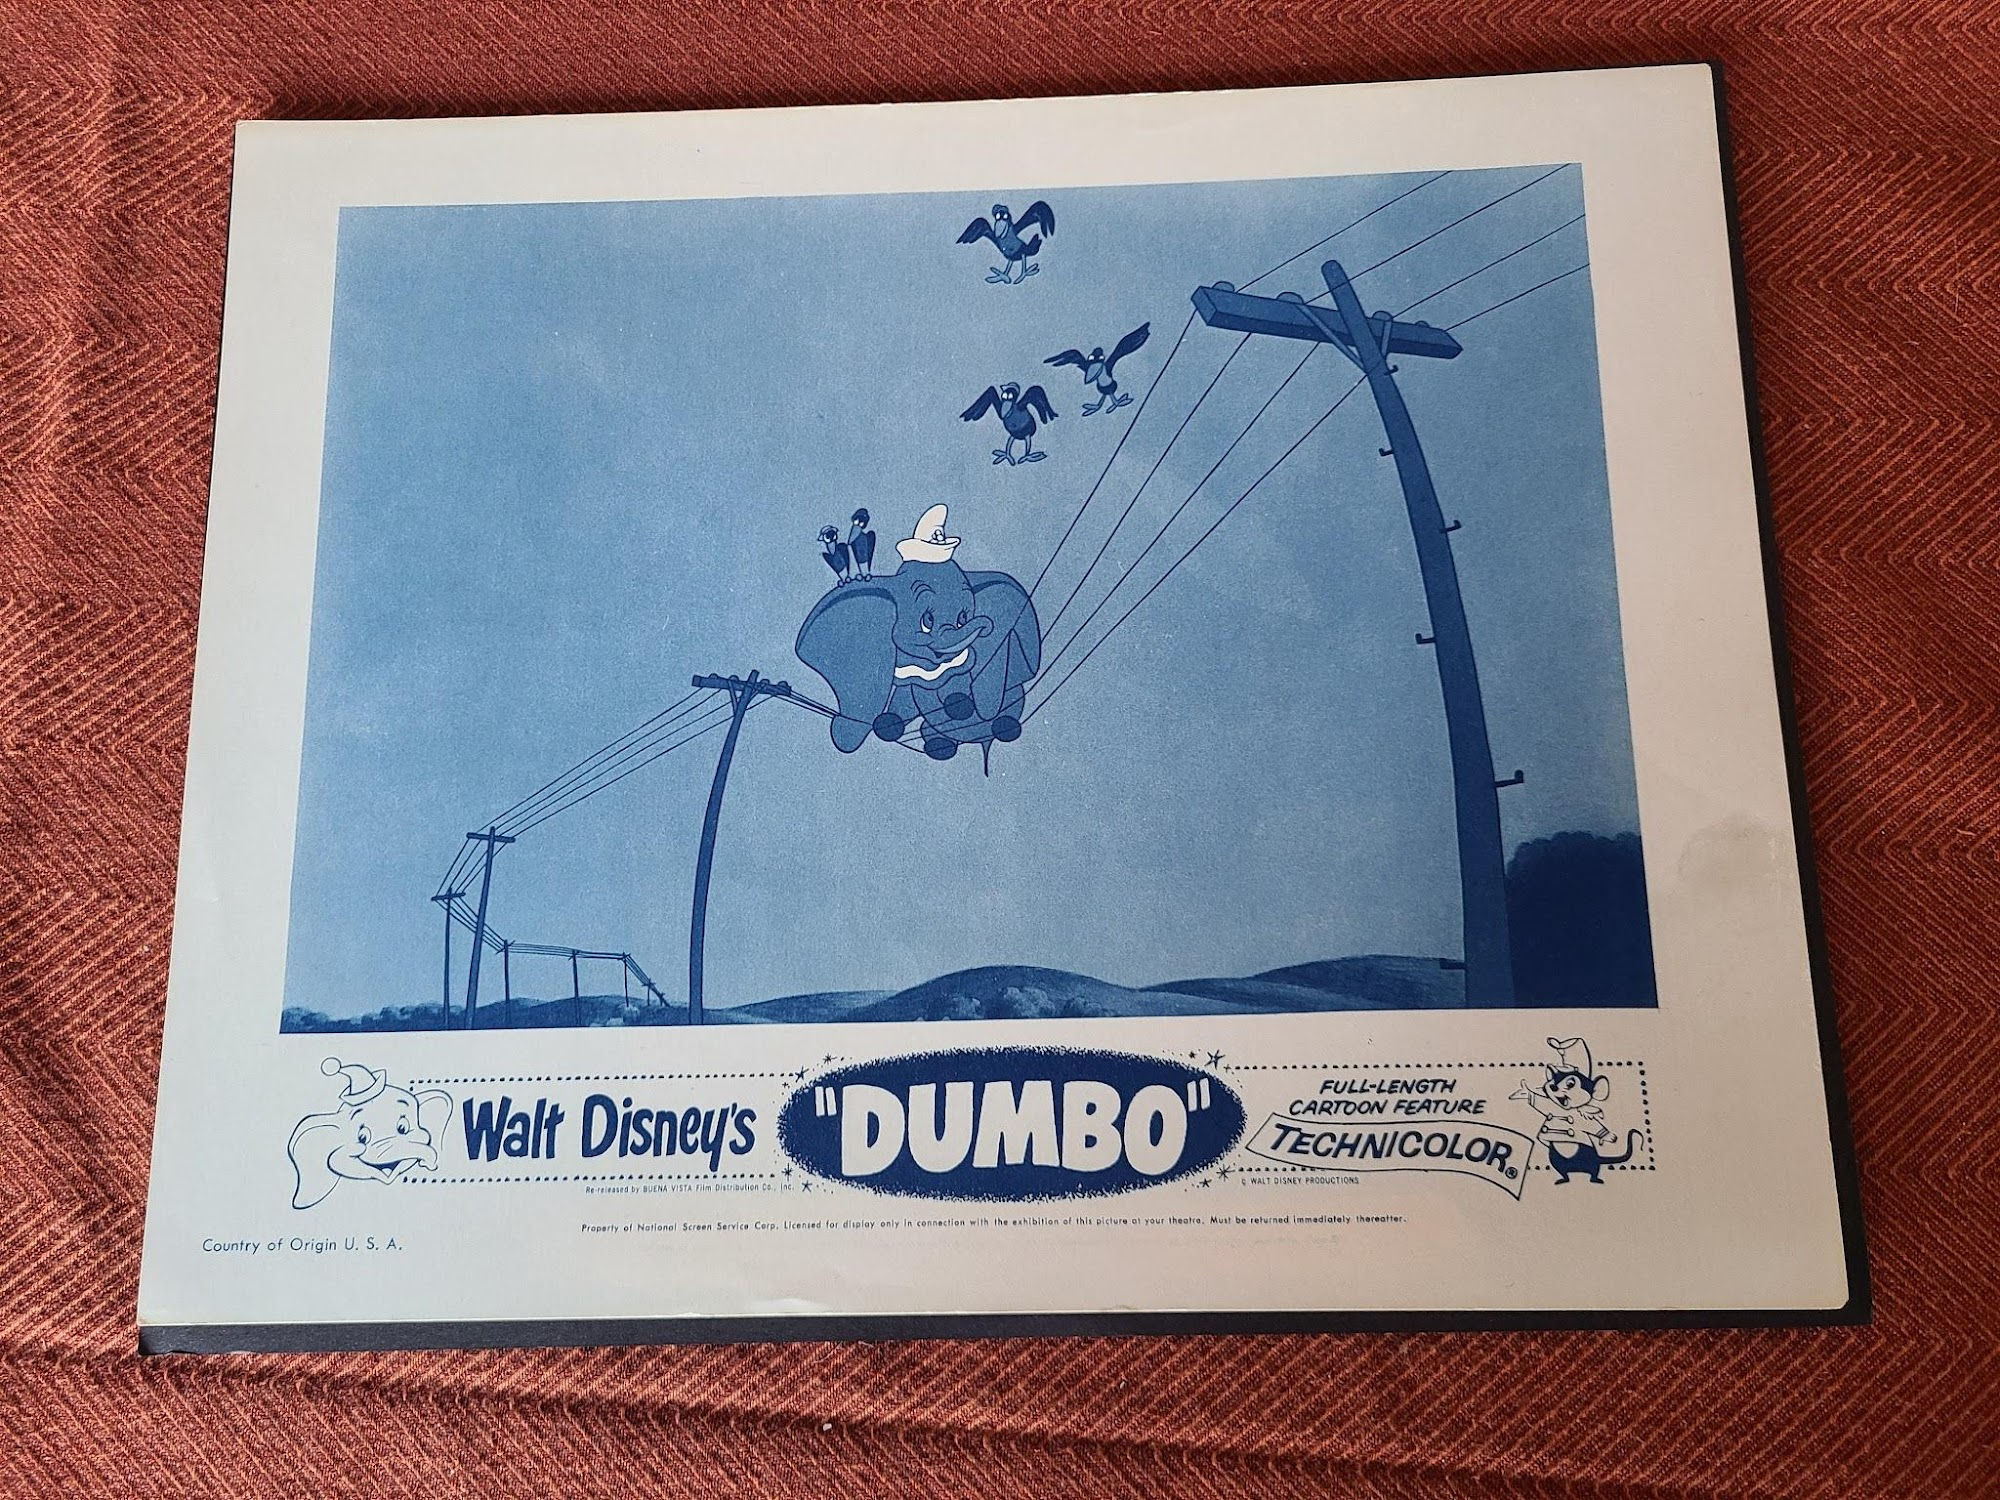 Walt Disney's
"DUMBO"
FULL-LENGTH
CARTOON FEATURE
TECHNICOLOR®
Re-released by BUENA VISTA Film Distribution Co., Inc.
© WALT DISNEY PRODUCTIONS
Property of National Screen Service Corp. Licensed for display only in connection with the exhibition of this picture at your theatre. Must be returned immediately thereafter.
Country of Origin U. S. A.